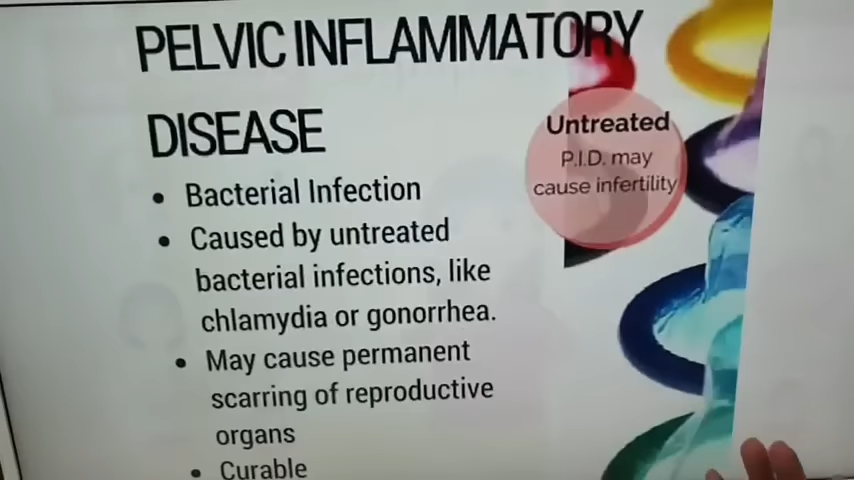 PELVIC INFLAMMATORY
DISEASE
• Bacterial Infection
• Caused by untreated
bacterial infections, like
chlamydia or gonorrhea.
• May cause permanent
scarring of reproductive
organs
• Curable
Untreated
P.I.D. may
cause infertility